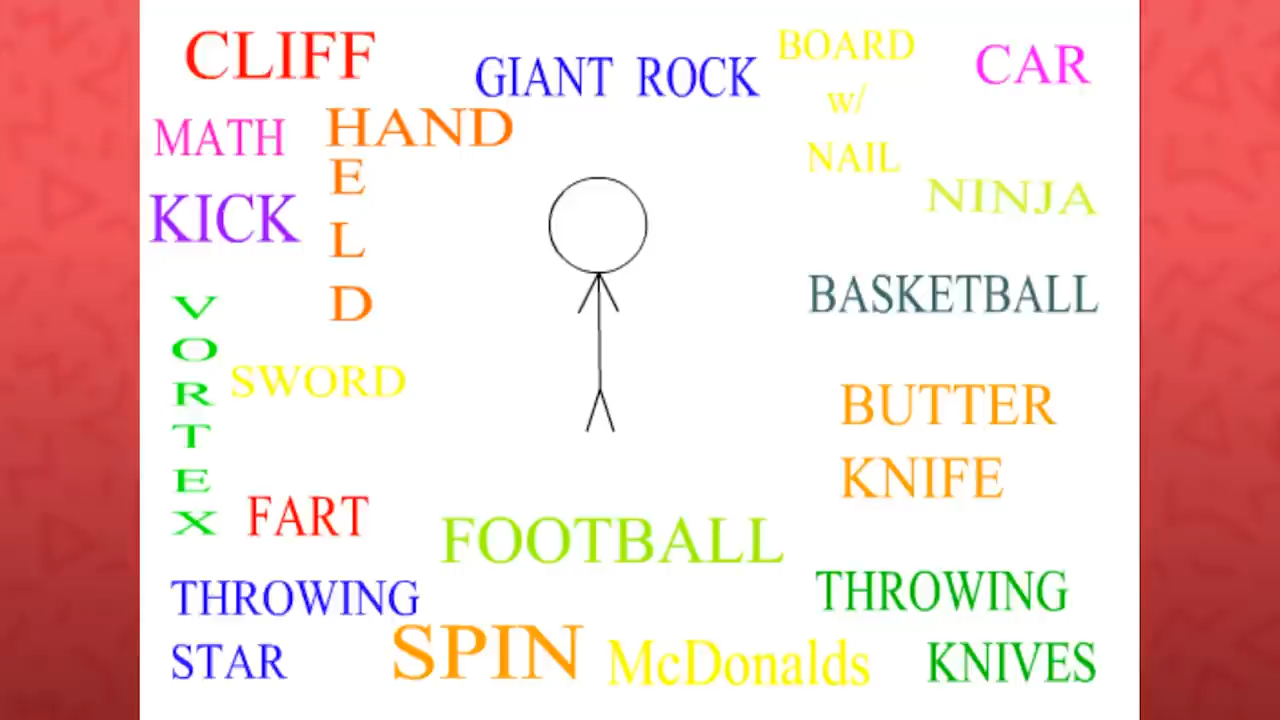 CLIFF
GIANT ROCK
BOARD
w/
NAIL
CAR
MATH
HAND
E
L
D
KICK
NINJA
BASKETBALL
V
O
R
T
E
X
SWORD
BUTTER
KNIFE
FART
FOOTBALL
THROWING
STAR
SPIN
McDonalds
THROWING
KNIVES